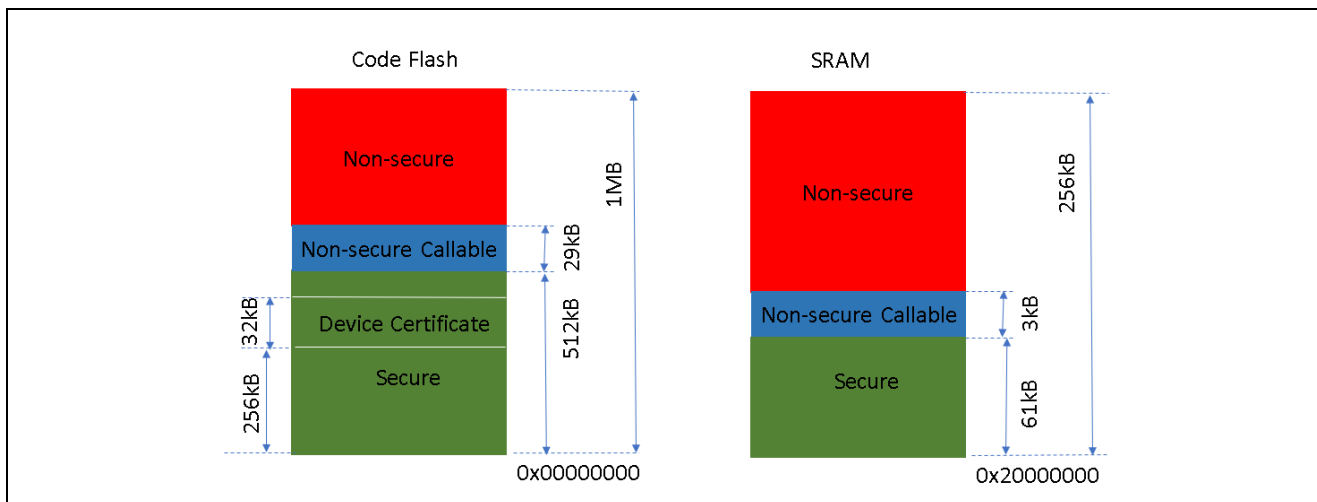 Code Flash
Non-secure
Non-secure Callable
Device Certificate
Secure
32kB
256kB
29kB
512kB
1MB
0x00000000
SRAM
Non-secure
Non-secure Callable
Secure
3kB
61kB
256kB
0x20000000